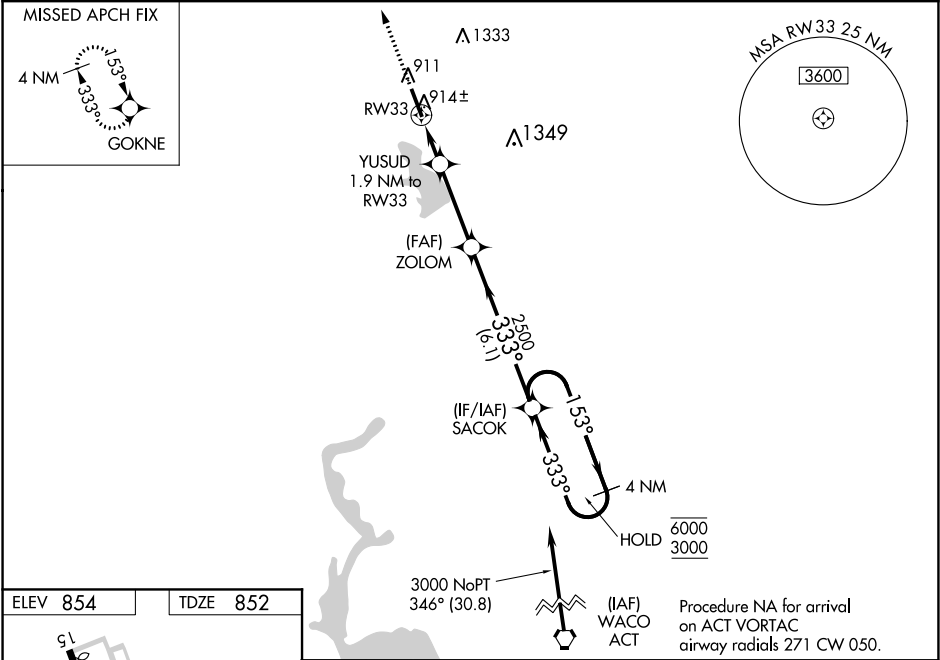 MISSED APCH FIX
4 NM
153°
333°
GOKNE
1333
911
914±
RW33
1349
YUSUD
1.9 NM to
RW33
(FAF)
ZOLOM
2500
333°
(6.1)
(IF/IAF)
SACOK
153°
333°
4 NM
HOLD
6000
3000
3000 NoPT
346° (30.8)
(IAF)
WACO
ACT
Procedure NA for arrival
on ACT VORTAC
airway radials 271 CW 050.
MSA RW33 25 NM
3600
ELEV 854
TDZE 852
15